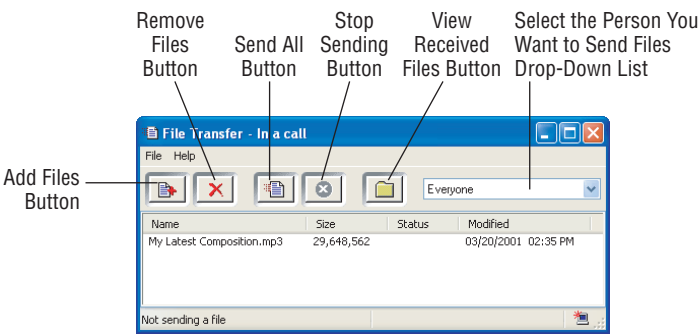 Remove
Files
Button
Send All
Button
Stop
Sending
Button
View
Received
Files Button
Select the Person You
Want to Send Files
Drop-Down List
Add Files
Button
File Transfer - In a call
File Help
Everyone
Name Size Status Modified
My Latest Composition.mp3 29,648,562 03/20/2001 02:35 PM
Not sending a file